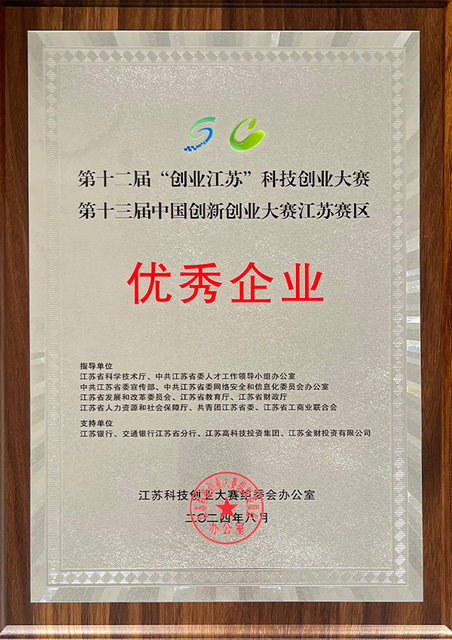 第十二届“创业江苏”科技创业大赛
第十三届中国创新创业大赛江苏赛区
优秀企业
指导单位
江苏省科学技术厅、中共江苏省委人才工作领导小组办公室
中共江苏省委宣传部、中共江苏省委网络安全和信息化委员会办公室
江苏省发展和改革委员会、江苏省教育厅、江苏省财政厅
江苏省人力资源和社会保障厅、共青团江苏省委、江苏省工商业联合会
支持单位
江苏银行、交通银行江苏省分行、江苏高科技投资集团、江苏金财投资有限公司
江苏科技创业大赛组委会办公室
二〇二四年八月
办公室